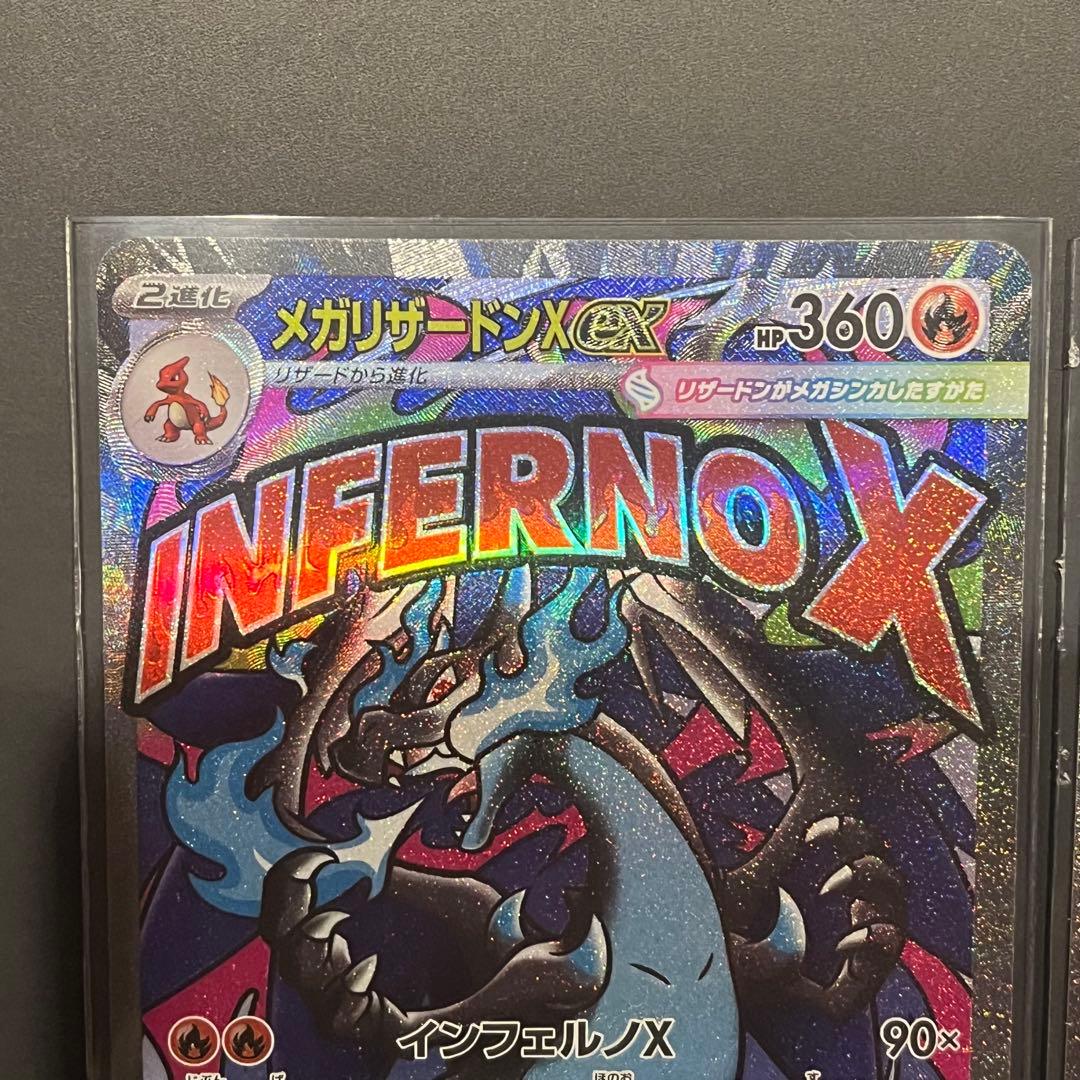 2進化
メガリザードンXex
HP360
リザードから進化
リザードンがメガシンカしたすがた
INFERNO X
インフェルノX 90×